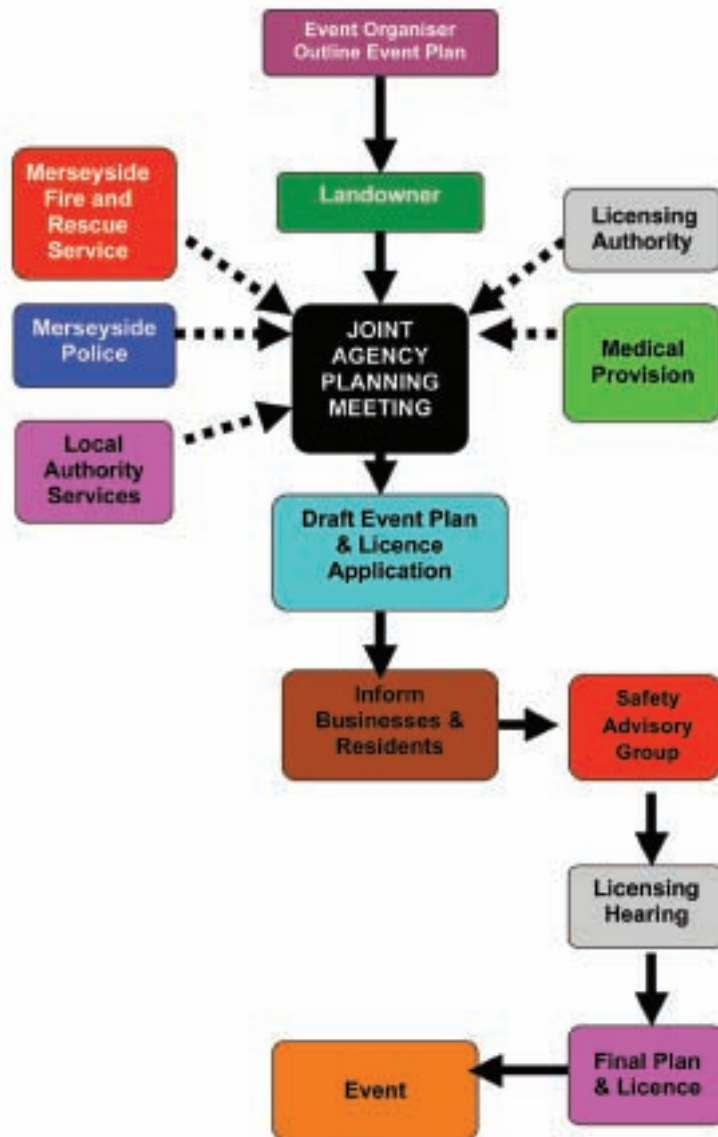 Event Organiser
Outline Event Plan
Merseyside
Fire and
Rescue
Service
Landowner
Licensing
Authority
Merseyside
Police
JOINT
AGENCY
PLANNING
MEETING
Medical
Provision
Local
Authority
Services
Draft Event Plan
& Licence
Application
Inform
Businesses &
Residents
Safety
Advisory
Group
Licensing
Hearing
Final Plan
& Licence
Event